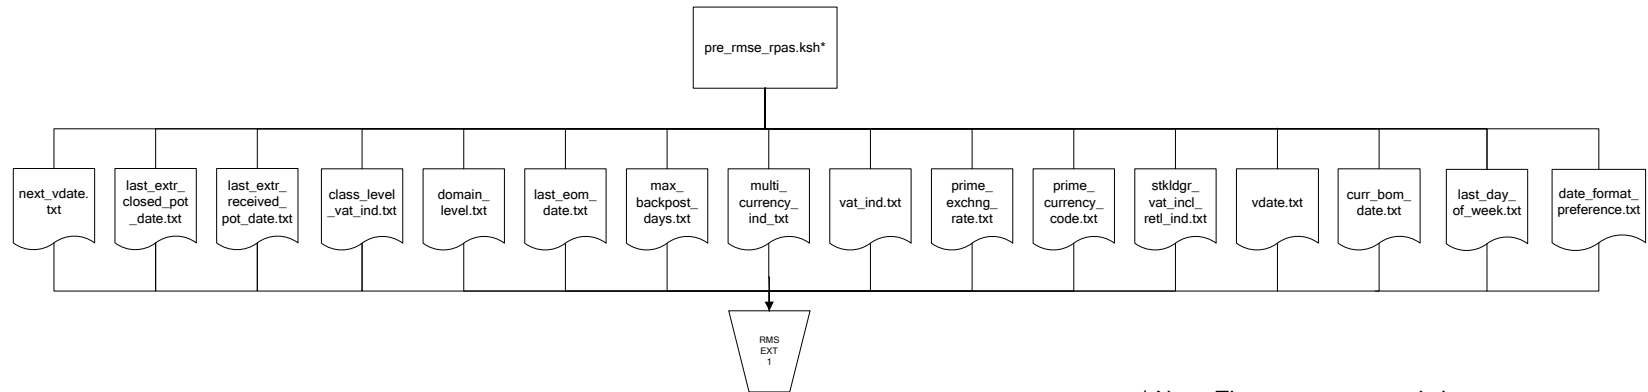 pre_rmse_rpas.ksh*
next_vdate.
txt
last_extr_
closed_pot
_date.txt
last_extr_
received_
pot_date.txt
class_level
_vat_ind.txt
domain_
level.txt
last_eom_
date.txt
max_
backpost_
days.txt
multi_
currency_
ind_txt
vat_ind.txt
prime_
exchng_
rate.txt
prime_
currency_
code.txt
stkldgr_
vat_incl_
retl_ind.txt
vdate.txt
curr_bom_
date.txt
last_day_
of_week.txt
date_format_
preference.txt
RMS
EXT
1